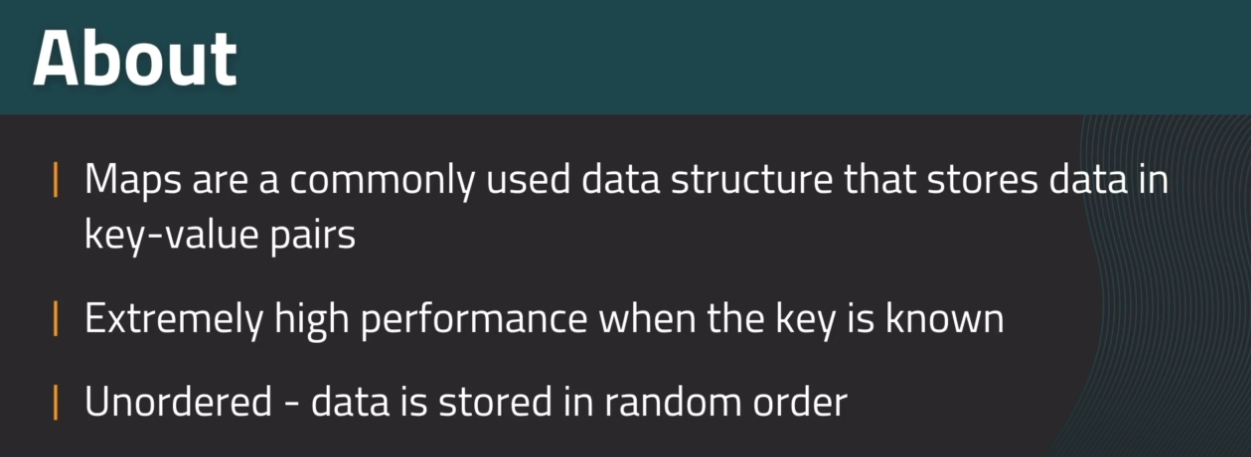 About
Maps are a commonly used data structure that stores data in
key-value pairs
Extremely high performance when the key is known
Unordered - data is stored in random order